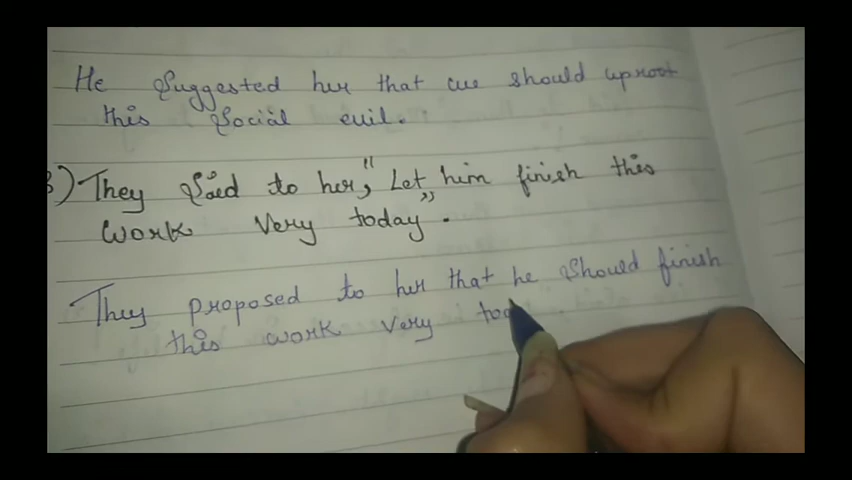 He Suggested her that we should uproot
this Social evil.
3) They Said to her, "Let him finish this
work very today".
They proposed to her that he should finish
this work very tod